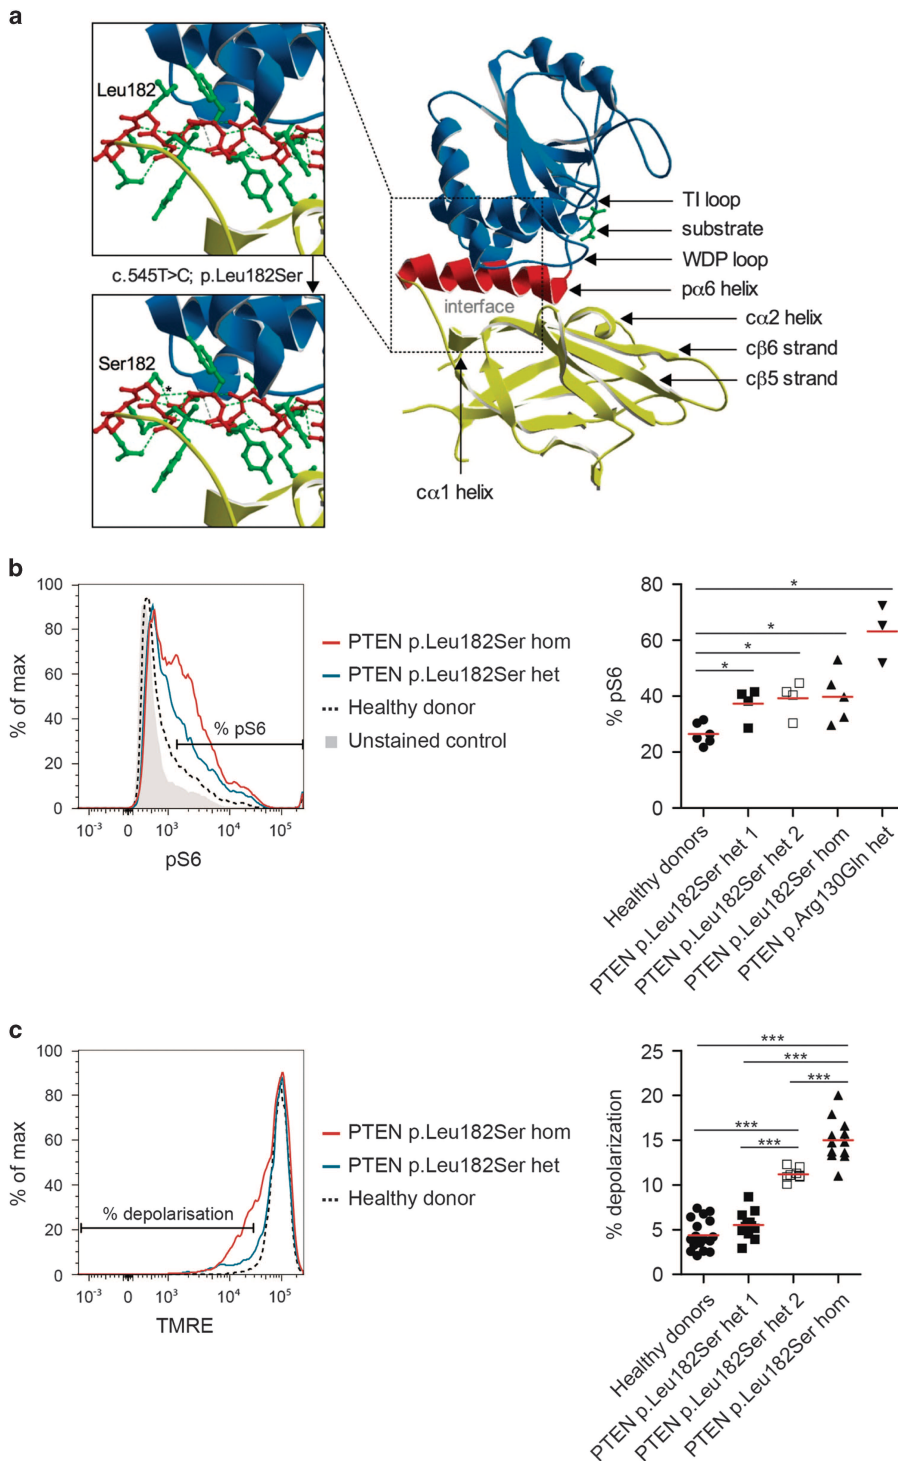 a
Leu182
c.545T>C; p.Leu182Ser
Ser182
*
interface
TI loop
substrate
WDP loop
pα6 helix
cα2 helix
cβ6 strand
cβ5 strand
cα1 helix
b
100
80
60
40
20
0
% of max
% pS6
10-3
0
103
104
105
pS6
PTEN p.Leu182Ser hom
PTEN p.Leu182Ser het
Healthy donor
Unstained control
80
60
40
20
0
% pS6
*
*
*
*
Healthy donors
PTEN p.Leu182Ser het 1
PTEN p.Leu182Ser het 2
PTEN p.Leu182Ser hom
PTEN p.Arg130Gln het
c
100
80
60
40
20
0
% of max
% depolarisation
10-3
0
103
104
105
TMRE
PTEN p.Leu182Ser hom
PTEN p.Leu182Ser het
Healthy donor
25
20
15
10
5
0
% depolarization
***
***
***
***
***
Healthy donors
PTEN p.Leu182Ser het 1
PTEN p.Leu182Ser het 2
PTEN p.Leu182Ser hom